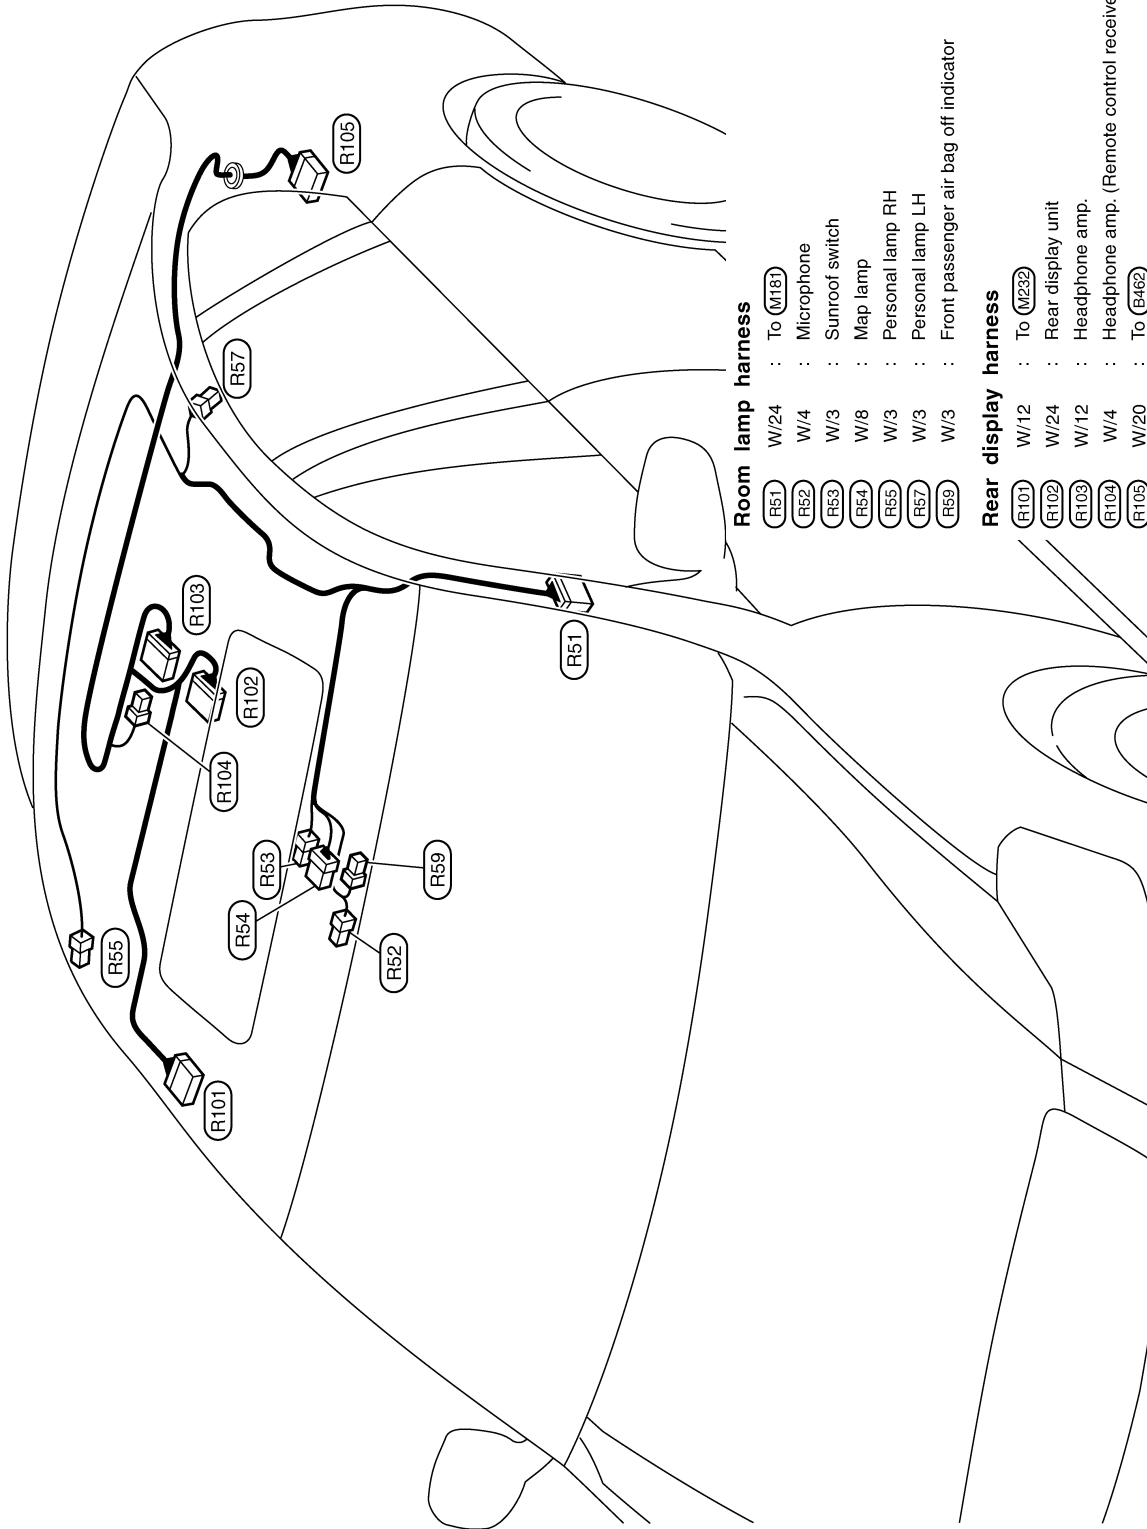 R105
R57
R103
R51
R102
R104
R53
R59
R54
R52
R55
R101
Room lamp harness
R51 W/24 : To M181
R52 W/4 : Microphone
R53 W/3 : Sunroof switch
R54 W/8 : Map lamp
R55 W/3 : Personal lamp RH
R57 W/3 : Personal lamp LH
R59 W/3 : Front passenger air bag off indicator
Rear display harness
R101 W/12 : To M232
R102 W/24 : Rear display unit
R103 W/12 : Headphone amp.
R104 W/4 : Headphone amp. (Remote control receive
R105 W/20 : To B462